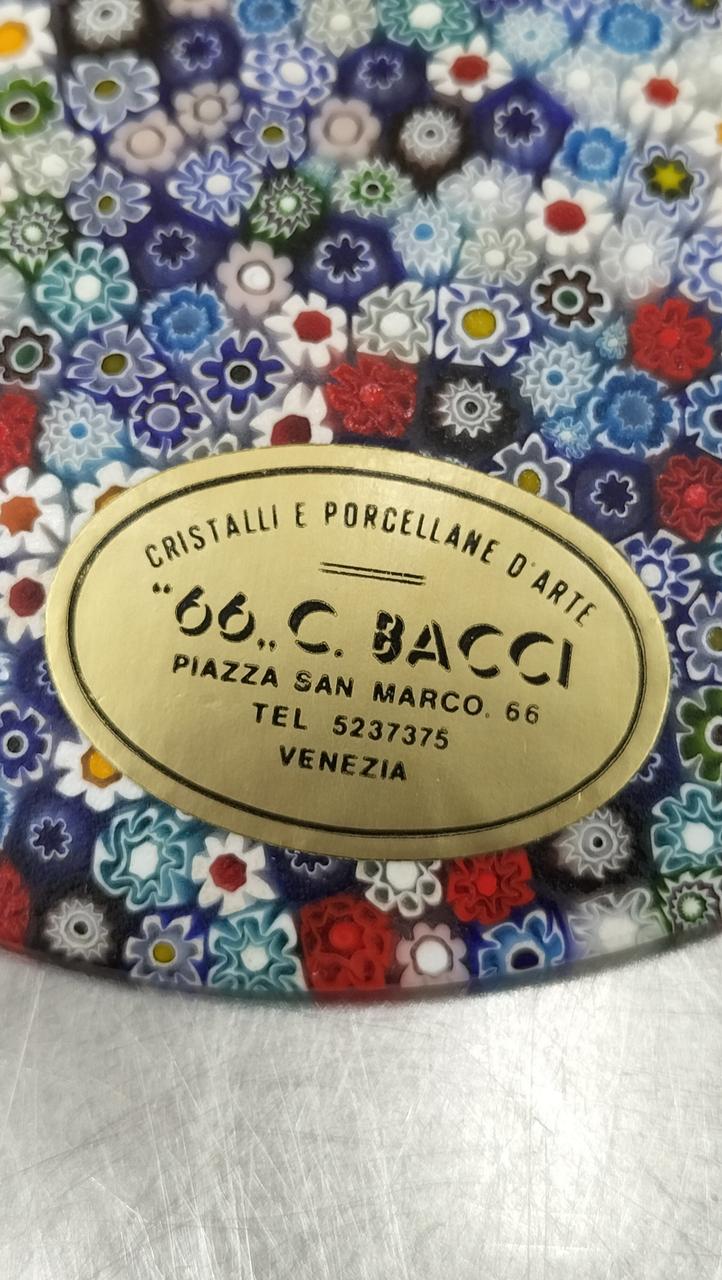 CRISTALLI E PORCELLANE D'ARTE
"66„ C. BACCI
PIAZZA SAN MARCO. 66
TEL 5237375
VENEZIA